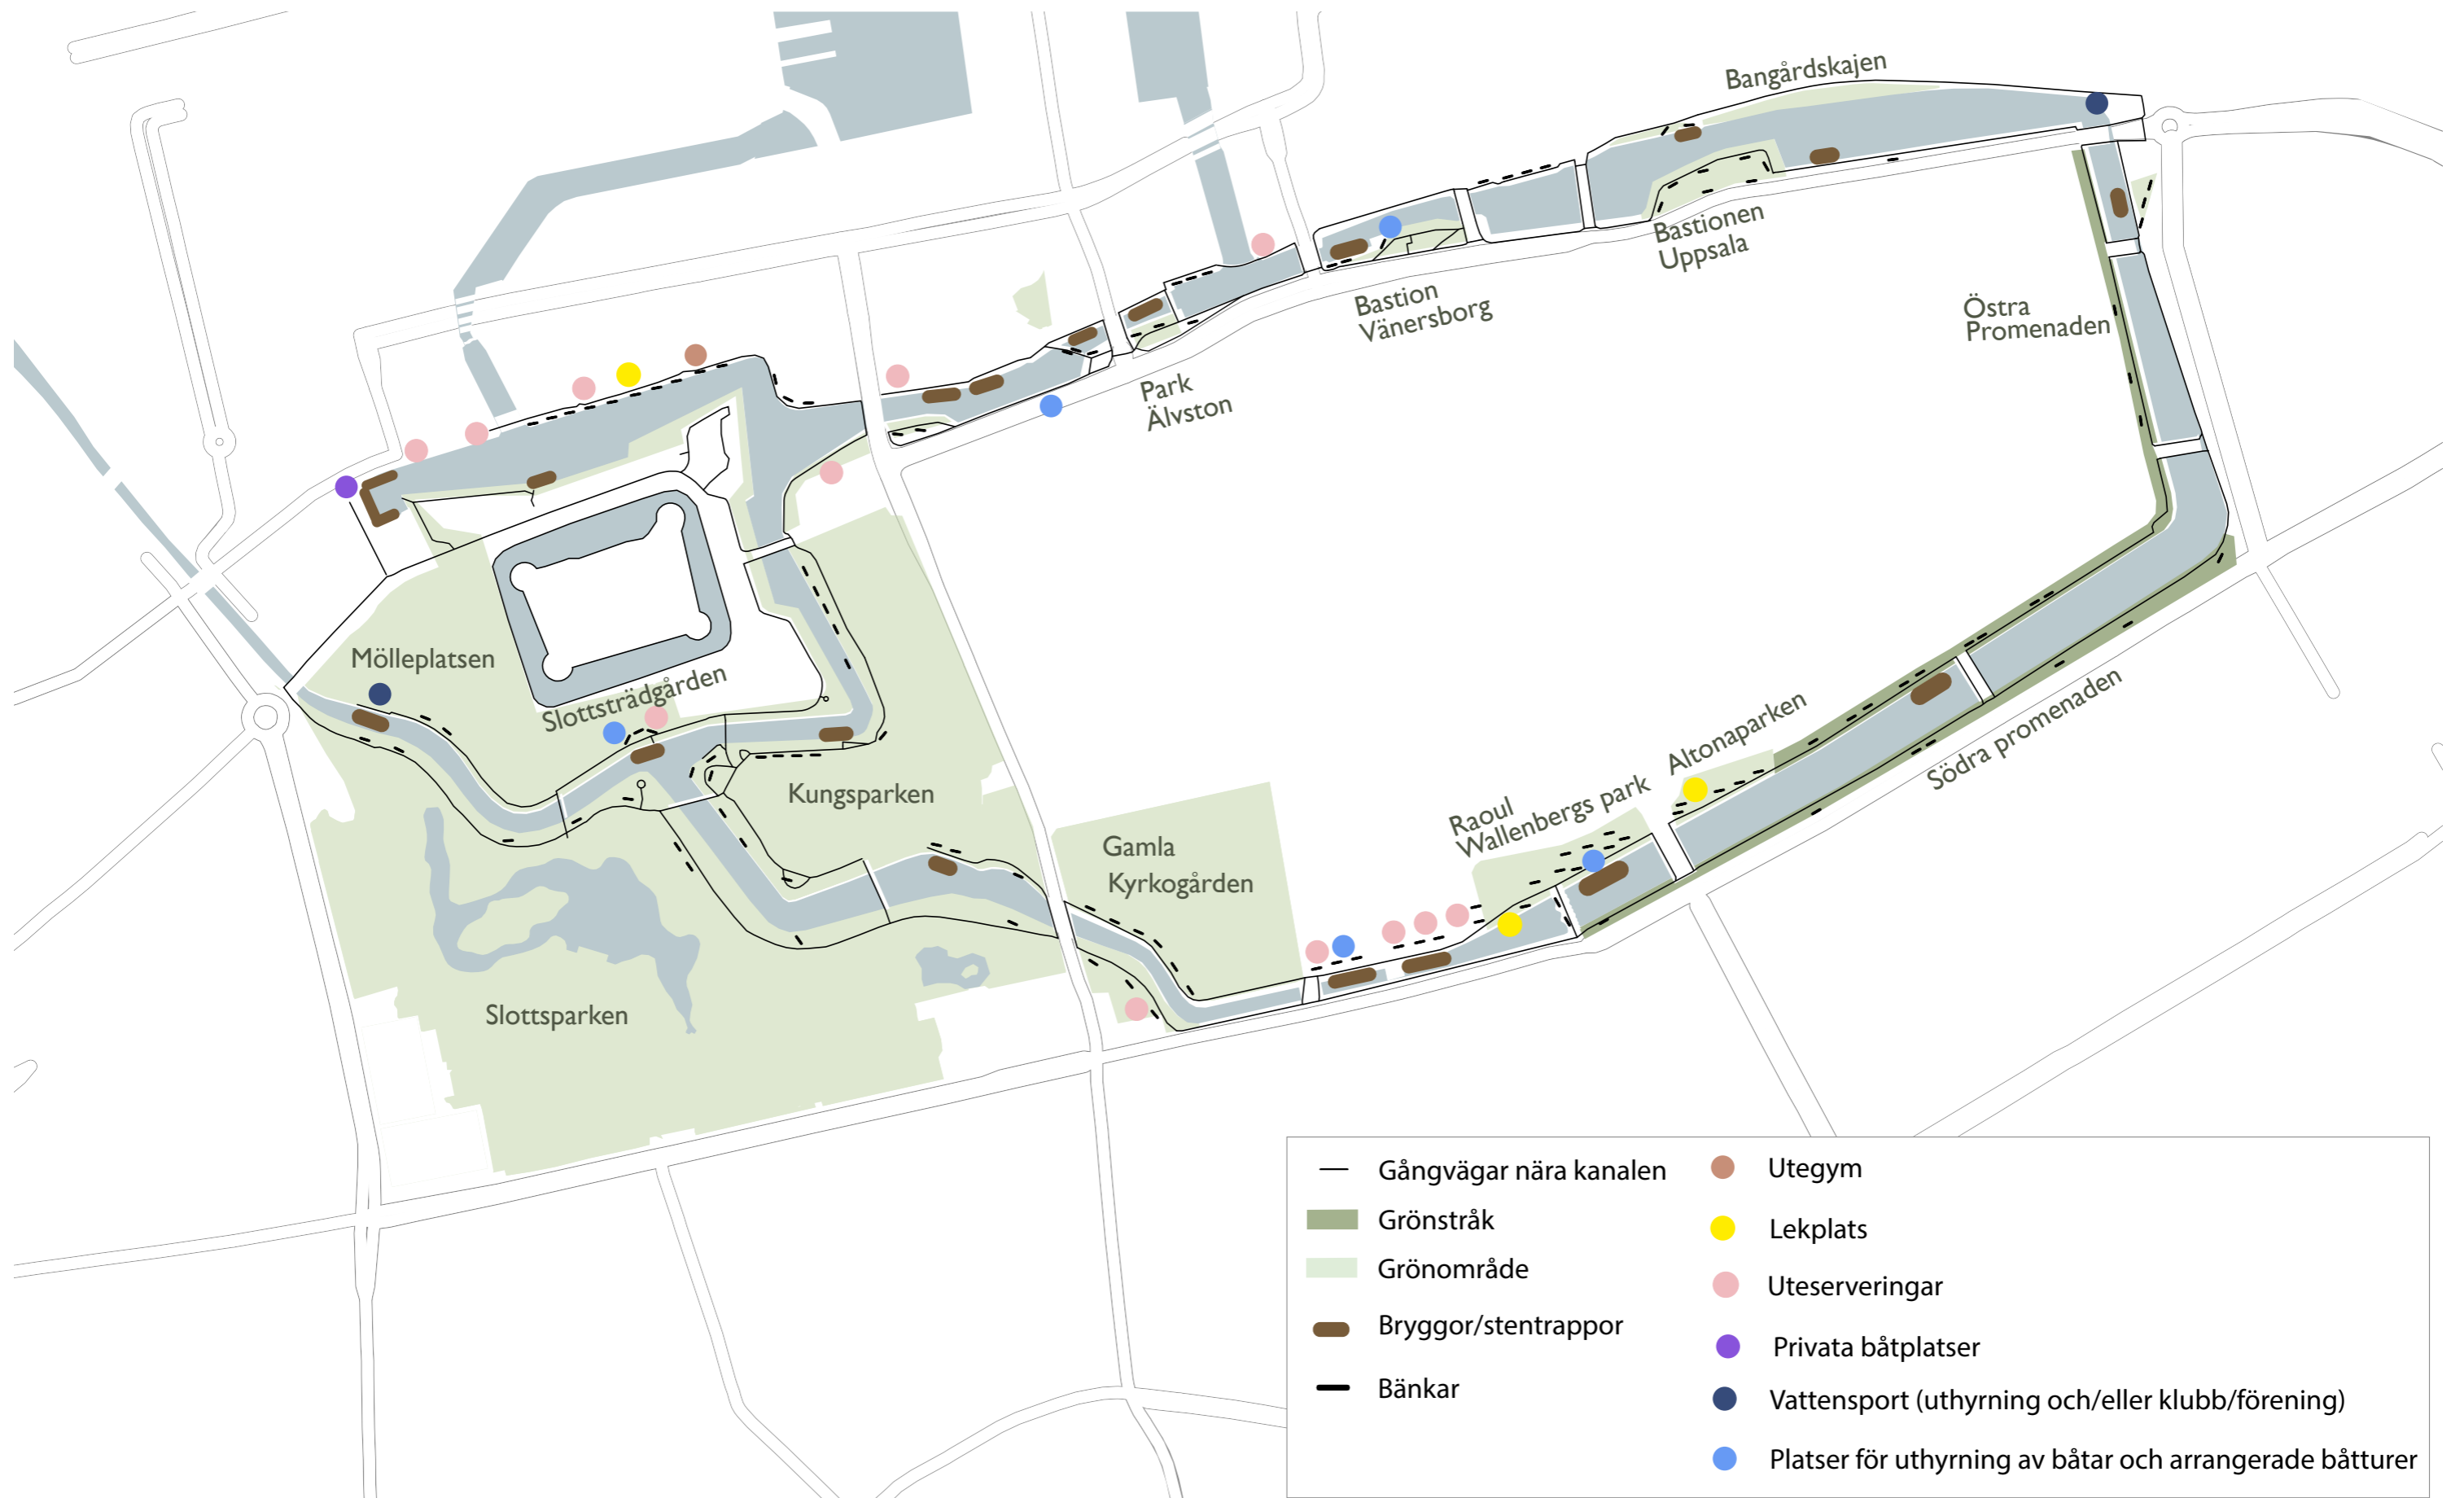 Bangårdskajen
Bastionen
Uppsala
Bastion
Vänersborg
Östra
Promenaden
Park
Älvston
Mölleplatsen
Slottsträdgården
Kungsparken
Altonaparken
Södra promenaden
Raoul
Wallenbergs park
Gamla
Kyrkogården
Slottsparken
Gångvägar nära kanalen
Grönstråk
Grönområde
Bryggor/stentrappor
Bänkar
Utegym
Lekplats
Uteserveringar
Privata båtplatser
Vattensport (uthyrning och/eller klubb/förening)
Platser för uthyrning av båtar och arrangerade båtturer